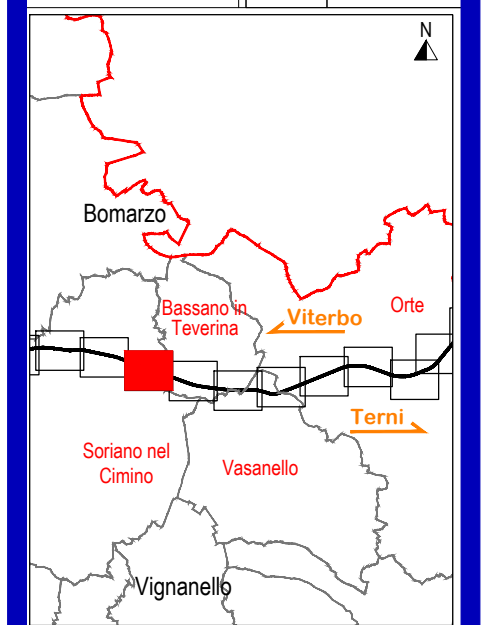 N
Bomarzo
Bassano in
Teverina
Orte
Viterbo
Terni
Soriano nel
Cimino
Vasanello
Vignanello